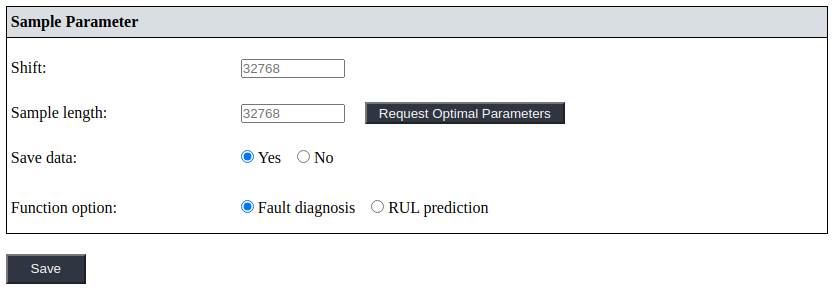 Sample Parameter
Shift: 32768
Sample length: 32768 Request Optimal Parameters
Save data: Yes No
Function option: Fault diagnosis RUL prediction
Save